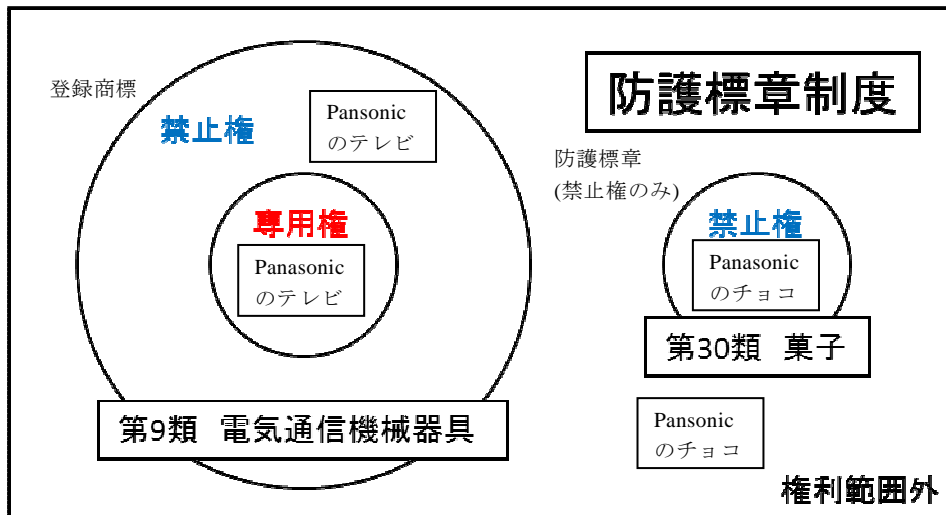 防護標章制度
登録商標
禁止権
Pansonic
のテレビ
専用権
Panasonic
のテレビ
第9類 電気通信機械器具
防護標章
(禁止権のみ)
禁止権
Panasonic
のチョコ
第30類 菓子
Pansonic
のチョコ
権利範囲外